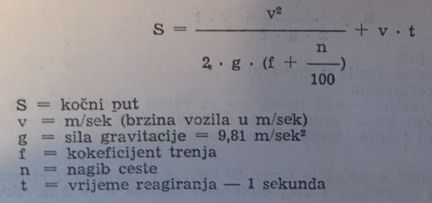 S = v² / (2 · g · (f + n/100)) + v · t
S = kočni put
v = m/sek (brzina vozila u m/sek)
g = sila gravitacije = 9,81 m/sek²
f = kokeficijent trenja
n = nagib ceste
t = vrijeme reagiranja — 1 sekunda